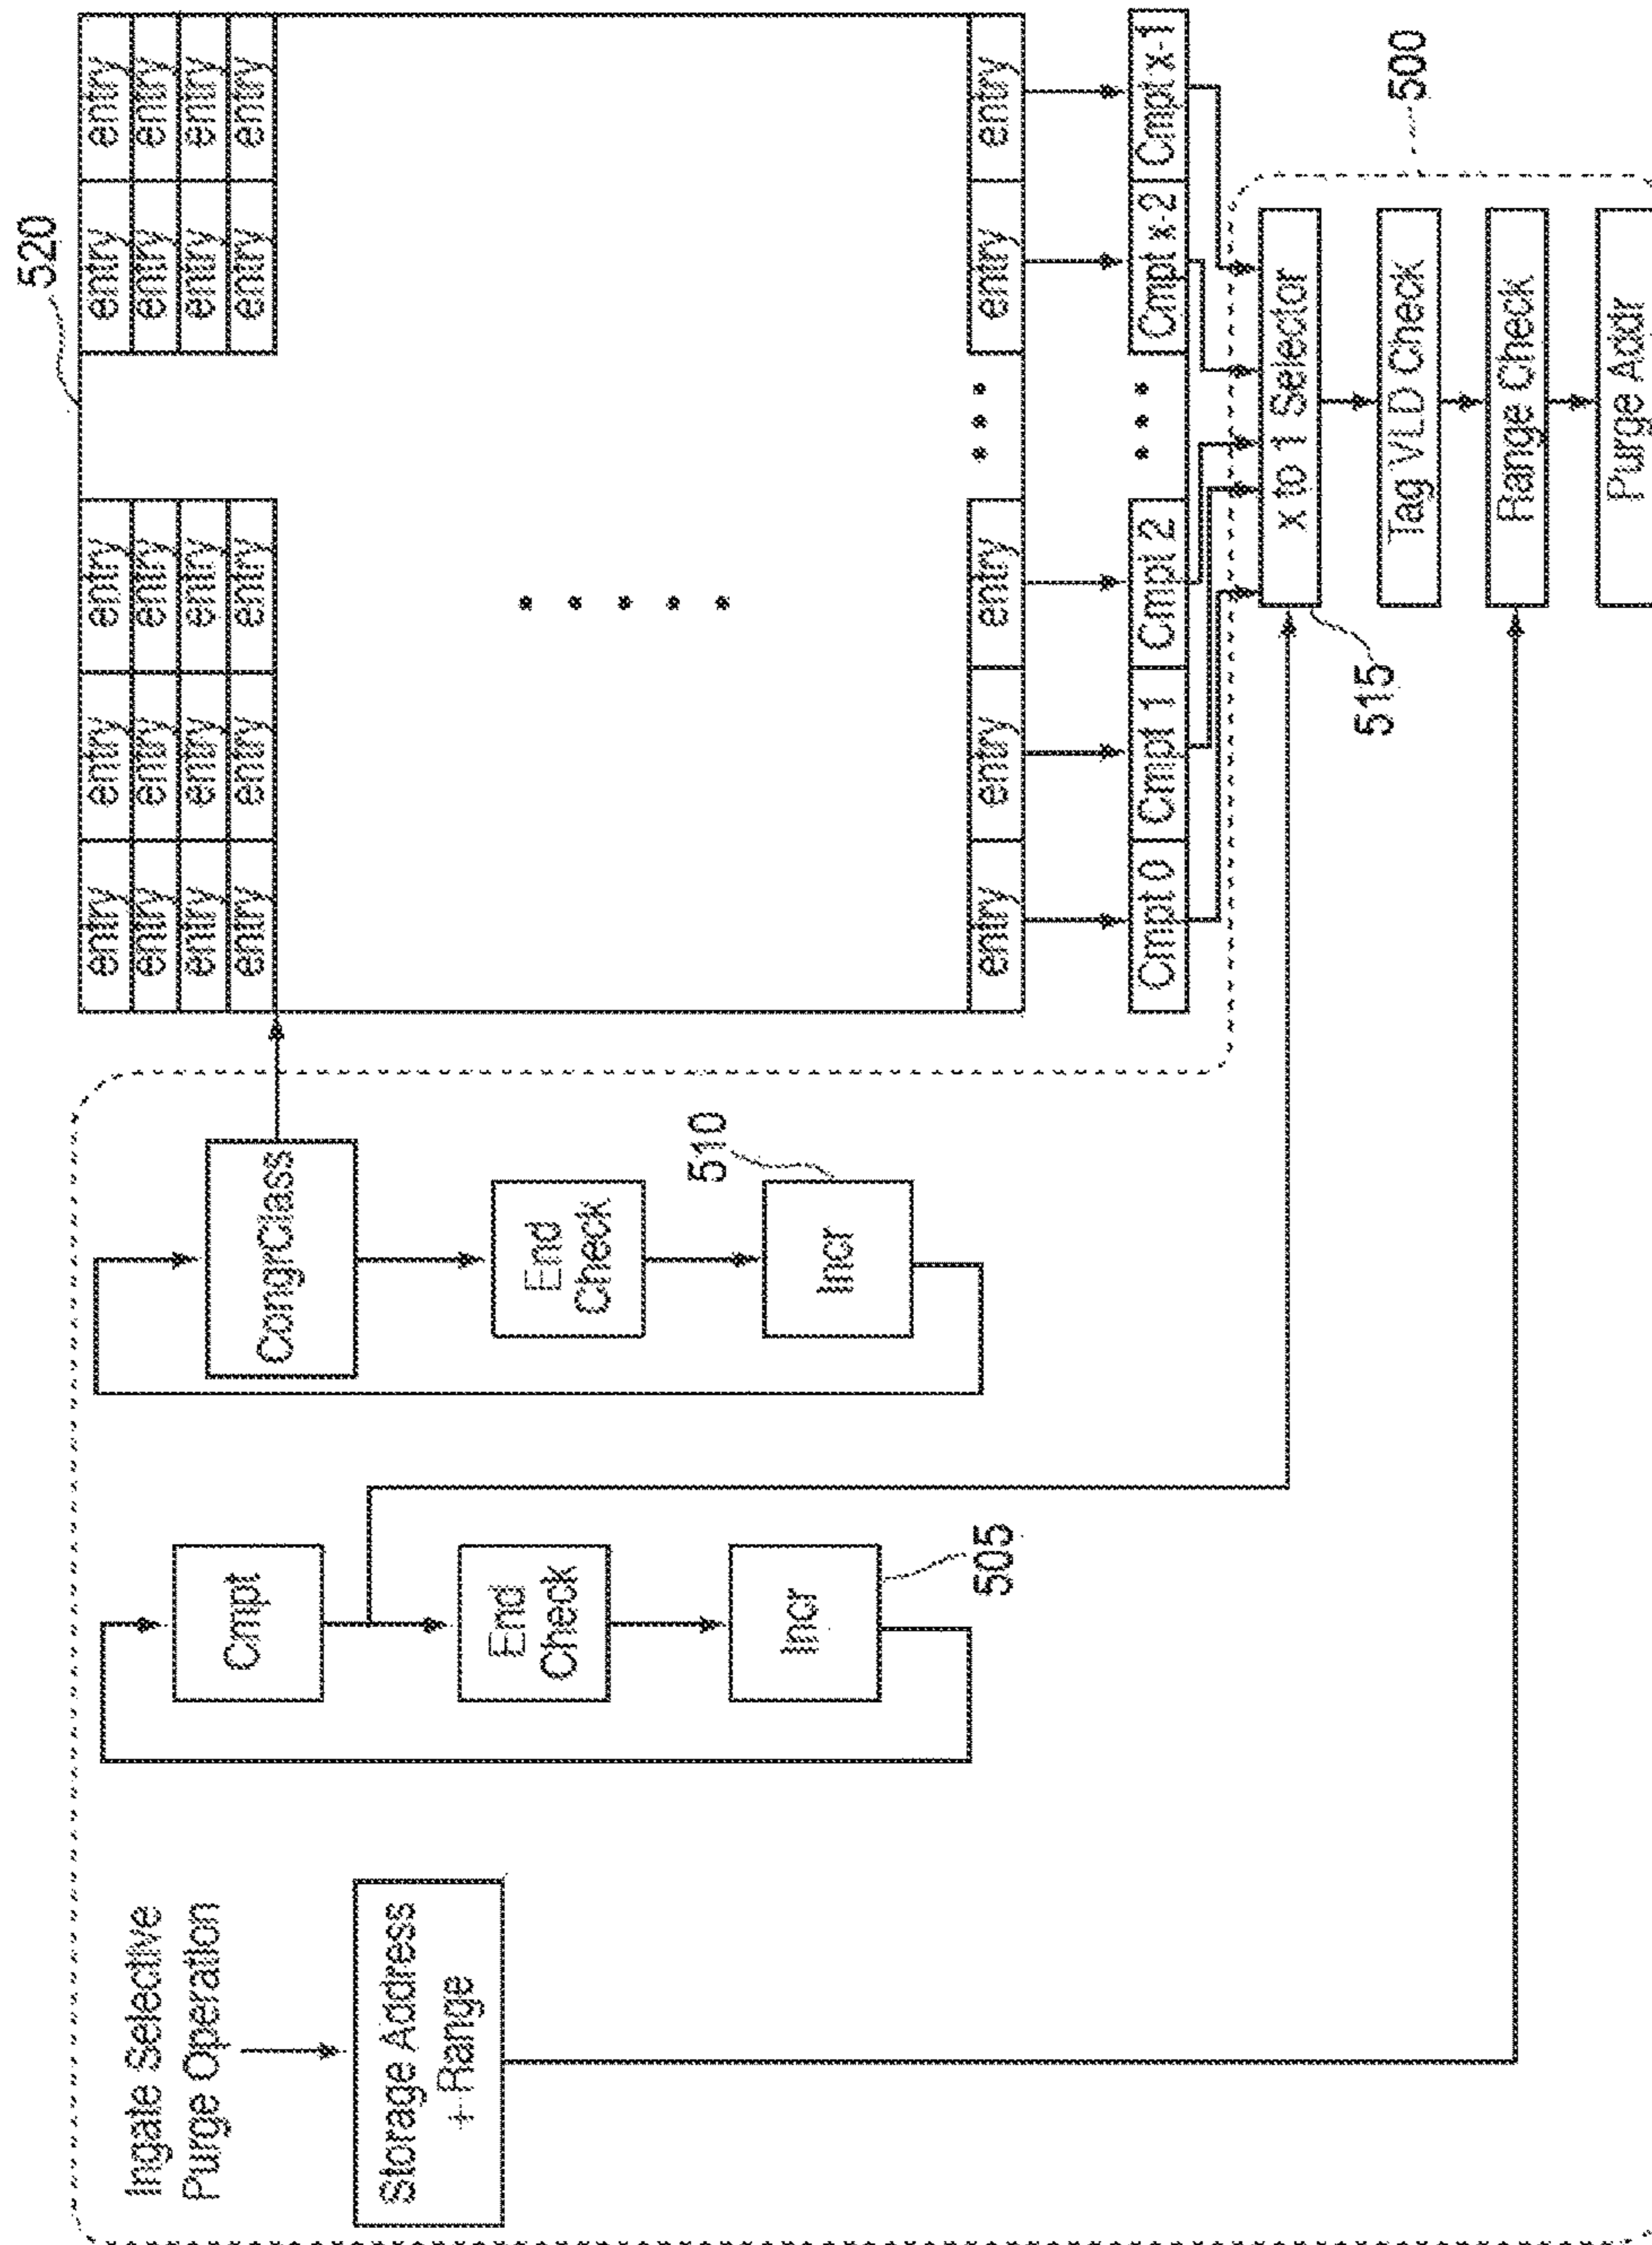 Ingate Selective
Purge Operation
Storage Address
+ Range
Cmpt
End
Check
Incr
505
CongrClass
End
Check
Incr
510
520
entry entry entry entry entry
entry entry entry entry entry
entry entry entry entry entry
entry entry entry entry entry
entry entry entry entry entry
Cmpt 0 Cmpt 1 Cmpt 2 Cmpt x-2 Cmpt x-1
x to 1 Selector
515
Tag VLD Check
Range Check
Purge Addr
500